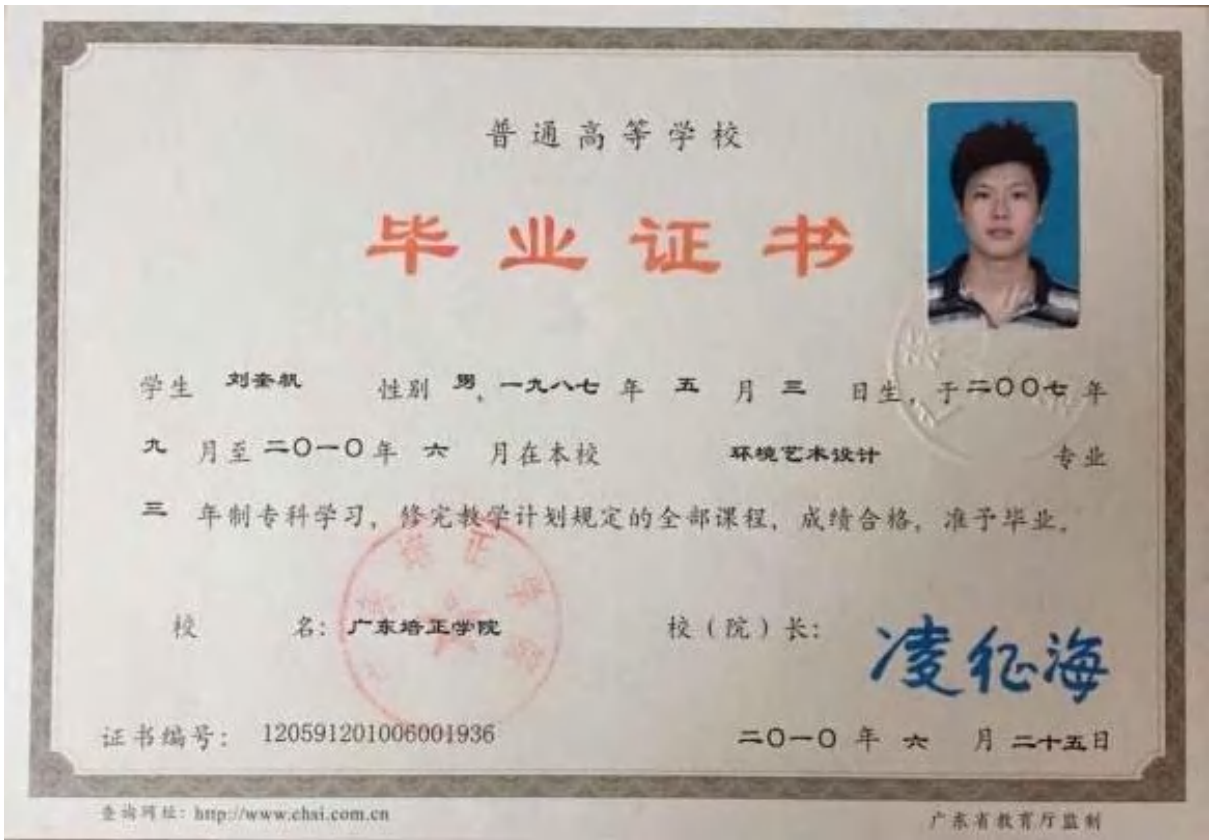 普通高等学校
毕业证书
学生 刘奎帆 性别 男，一九八七年 五 月 三 日生，于二〇〇七年
九 月至二〇一〇年 六 月在本校 环境艺术设计 专业
三 年制专科学习，修完教学计划规定的全部课程，成绩合格，准予毕业。
校 名：广东培正学院 校（院）长：凌征海
证书编号： 120591201006001936 二〇一〇 年 六 月 二十五日
查询网址：http://www.chsi.com.cn 广东省教育厅监制